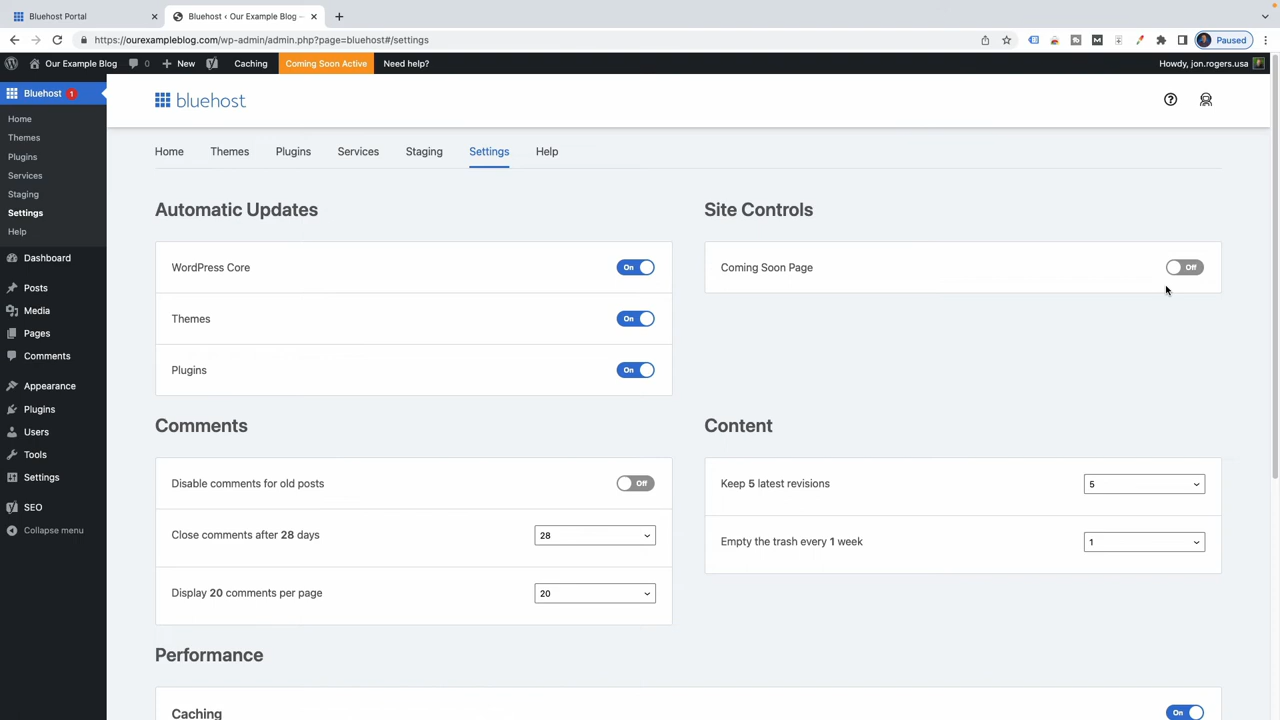 Bluehost Portal
Bluehost ‹ Our Example Blog —
https://ourexampleblog.com/wp-admin/admin.php?page=bluehost#/settings
Paused
Our Example Blog
0
New
Caching
Coming Soon Active
Need help?
Howdy, jon.rogers.usa
Bluehost 1
Home
Themes
Plugins
Services
Staging
Settings
Help
Dashboard
Posts
Media
Pages
Comments
Appearance
Plugins
Users
Tools
Settings
SEO
Collapse menu
bluehost
Home Themes Plugins Services Staging Settings Help
Automatic Updates
WordPress Core On
Themes On
Plugins On
Site Controls
Coming Soon Page Off
Comments
Disable comments for old posts Off
Close comments after 28 days 28
Display 20 comments per page 20
Content
Keep 5 latest revisions 5
Empty the trash every 1 week 1
Performance
Caching On